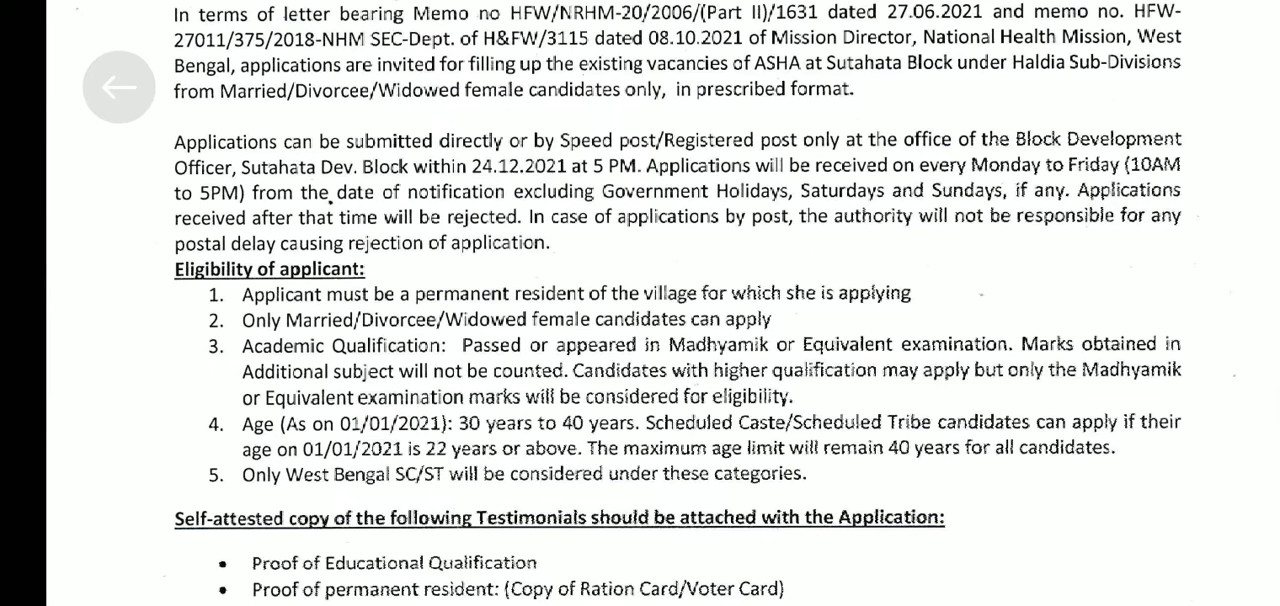 In terms of letter bearing Memo no HFW/NRHM-20/2006/(Part II)/1631 dated 27.06.2021 and memo no. HFW-
27011/375/2018-NHM SEC-Dept. of H&FW/3115 dated 08.10.2021 of Mission Director, National Health Mission, West
Bengal, applications are invited for filling up the existing vacancies of ASHA at Sutahata Block under Haldia Sub-Divisions
from Married/Divorcee/Widowed female candidates only, in prescribed format.
Applications can be submitted directly or by Speed post/Registered post only at the office of the Block Development
Officer, Sutahata Dev. Block within 24.12.2021 at 5 PM. Applications will be received on every Monday to Friday (10AM
to 5PM) from the date of notification excluding Government Holidays, Saturdays and Sundays, if any. Applications
received after that time will be rejected. In case of applications by post, the authority will not be responsible for any
postal delay causing rejection of application.
Eligibility of applicant:
1. Applicant must be a permanent resident of the village for which she is applying
2. Only Married/Divorcee/Widowed female candidates can apply
3. Academic Qualification: Passed or appeared in Madhyamik or Equivalent examination. Marks obtained in
Additional subject will not be counted. Candidates with higher qualification may apply but only the Madhyamik
or Equivalent examination marks will be considered for eligibility.
4. Age (As on 01/01/2021): 30 years to 40 years. Scheduled Caste/Scheduled Tribe candidates can apply if their
age on 01/01/2021 is 22 years or above. The maximum age limit will remain 40 years for all candidates.
5. Only West Bengal SC/ST will be considered under these categories.
Self-attested copy of the following Testimonials should be attached with the Application:
• Proof of Educational Qualification
• Proof of permanent resident: (Copy of Ration Card/Voter Card)